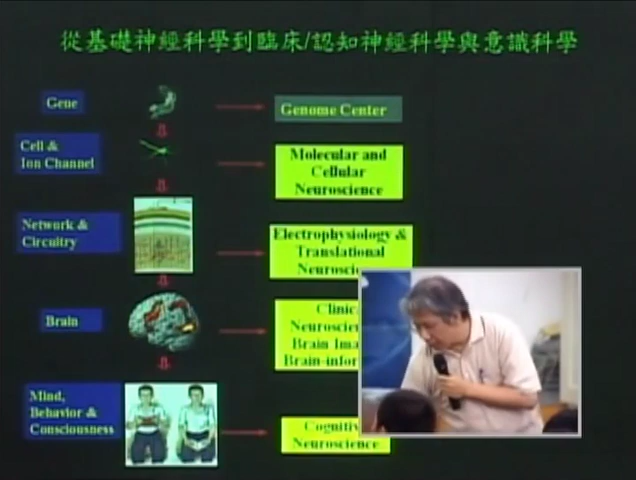 從基礎神經科學到臨床/認知神經科學與意識科學
Gene
Genome Center
Cell &
Ion Channel
Molecular and
Cellular
Neuroscience
Network &
Circuitry
Electrophysiology &
Translational
Brain
Mind,
Behavior &
Consciousness
Neuroscience